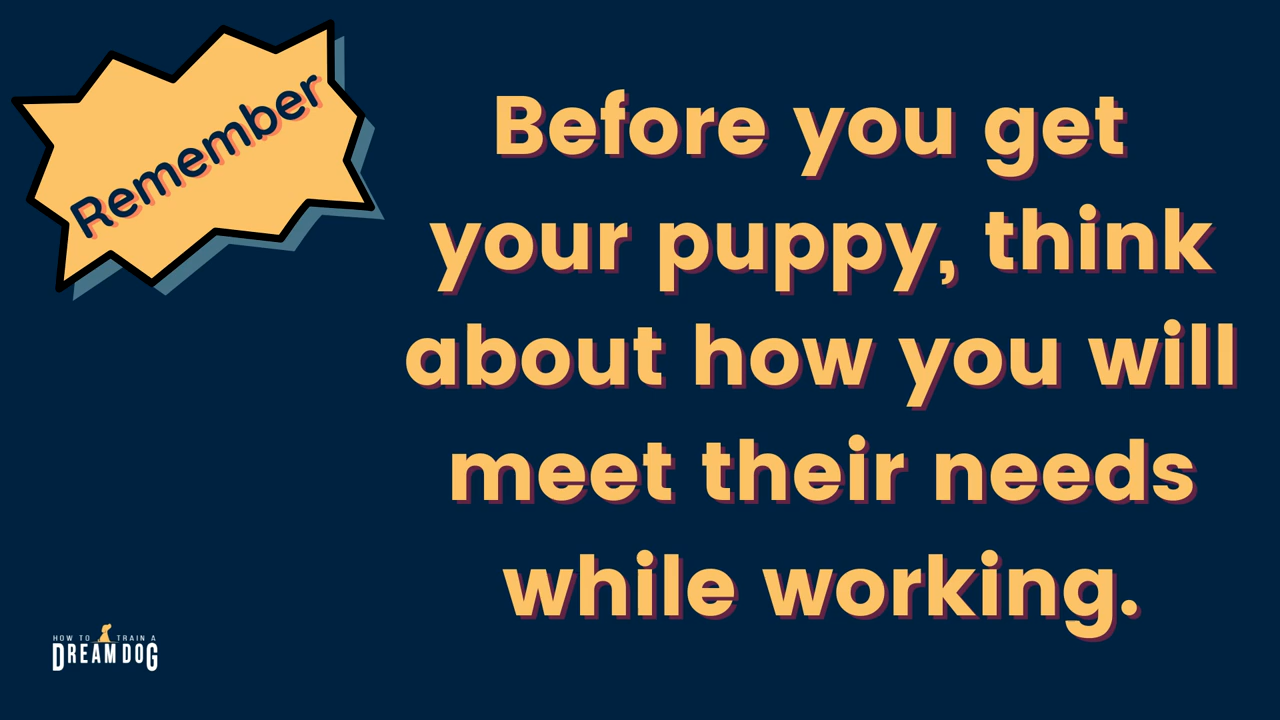 Remember
Before you get
your puppy, think
about how you will
meet their needs
while working.
HOW TO TRAIN A
DREAM DOG